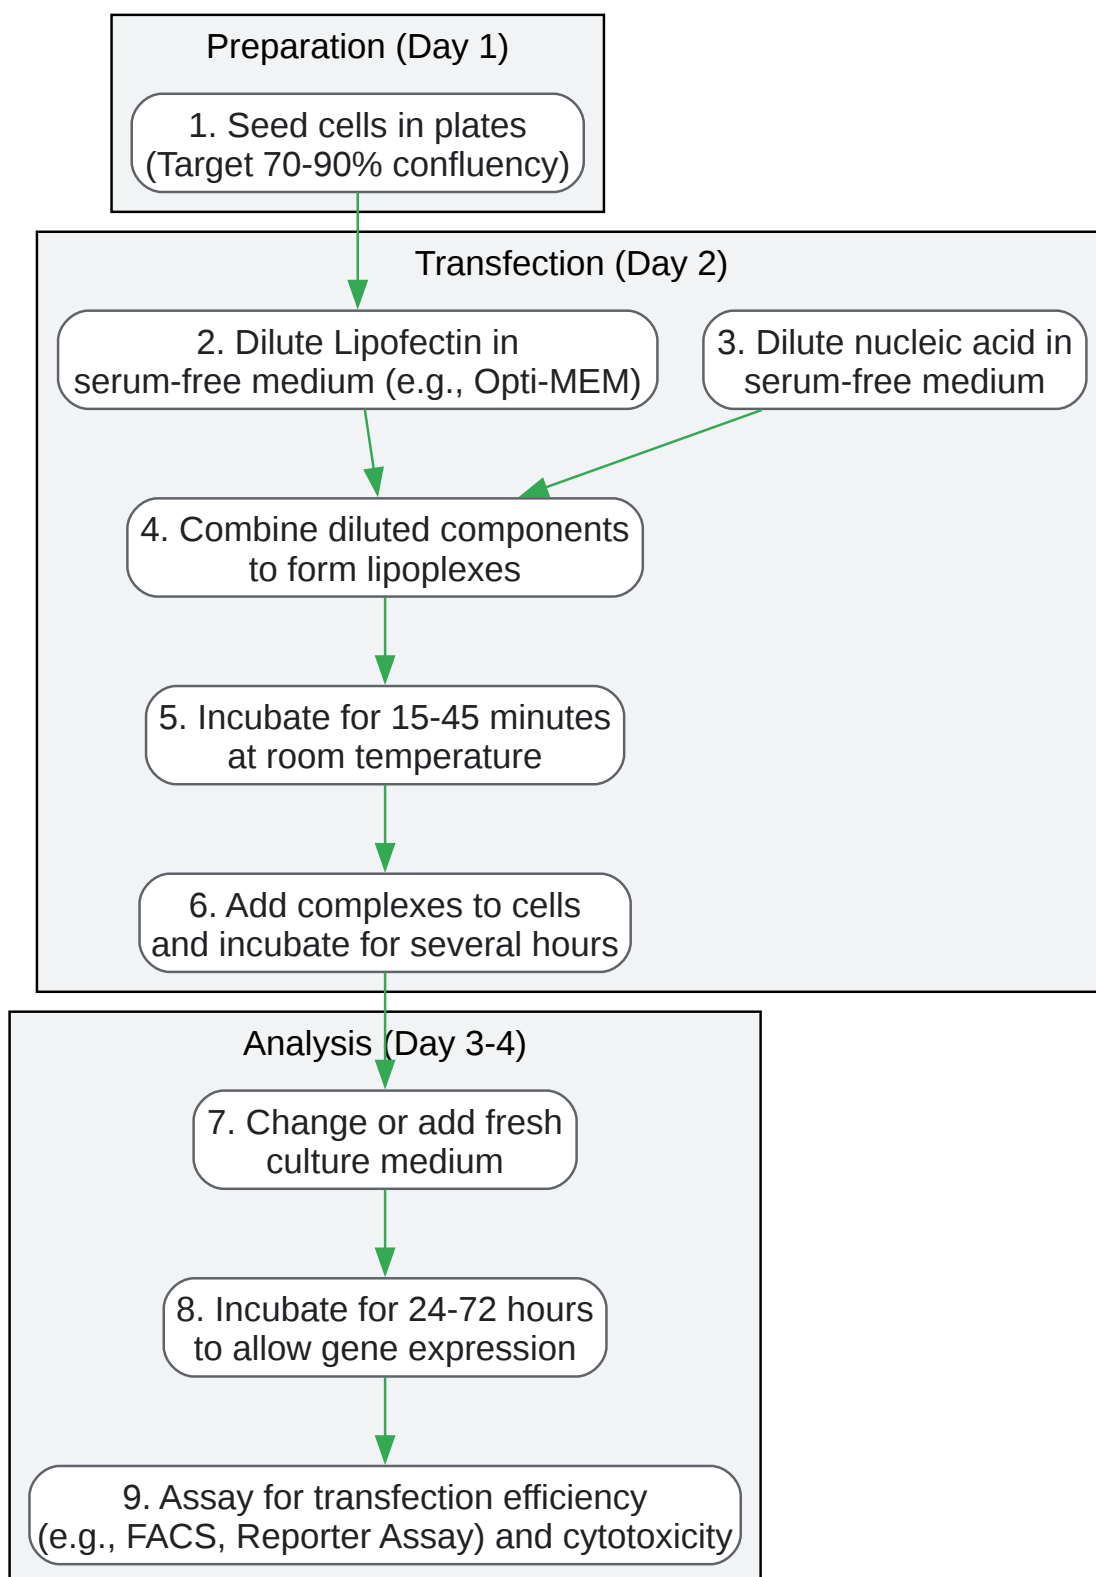 Preparation (Day 1)
1. Seed cells in plates
(Target 70-90% confluency)
Transfection (Day 2)
2. Dilute Lipofectin in
serum-free medium (e.g., Opti-MEM)
3. Dilute nucleic acid in
serum-free medium
4. Combine diluted components
to form lipoplexes
5. Incubate for 15-45 minutes
at room temperature
6. Add complexes to cells
and incubate for several hours
Analysis (Day 3-4)
7. Change or add fresh
culture medium
8. Incubate for 24-72 hours
to allow gene expression
9. Assay for transfection efficiency
(e.g., FACS, Reporter Assay) and cytotoxicity